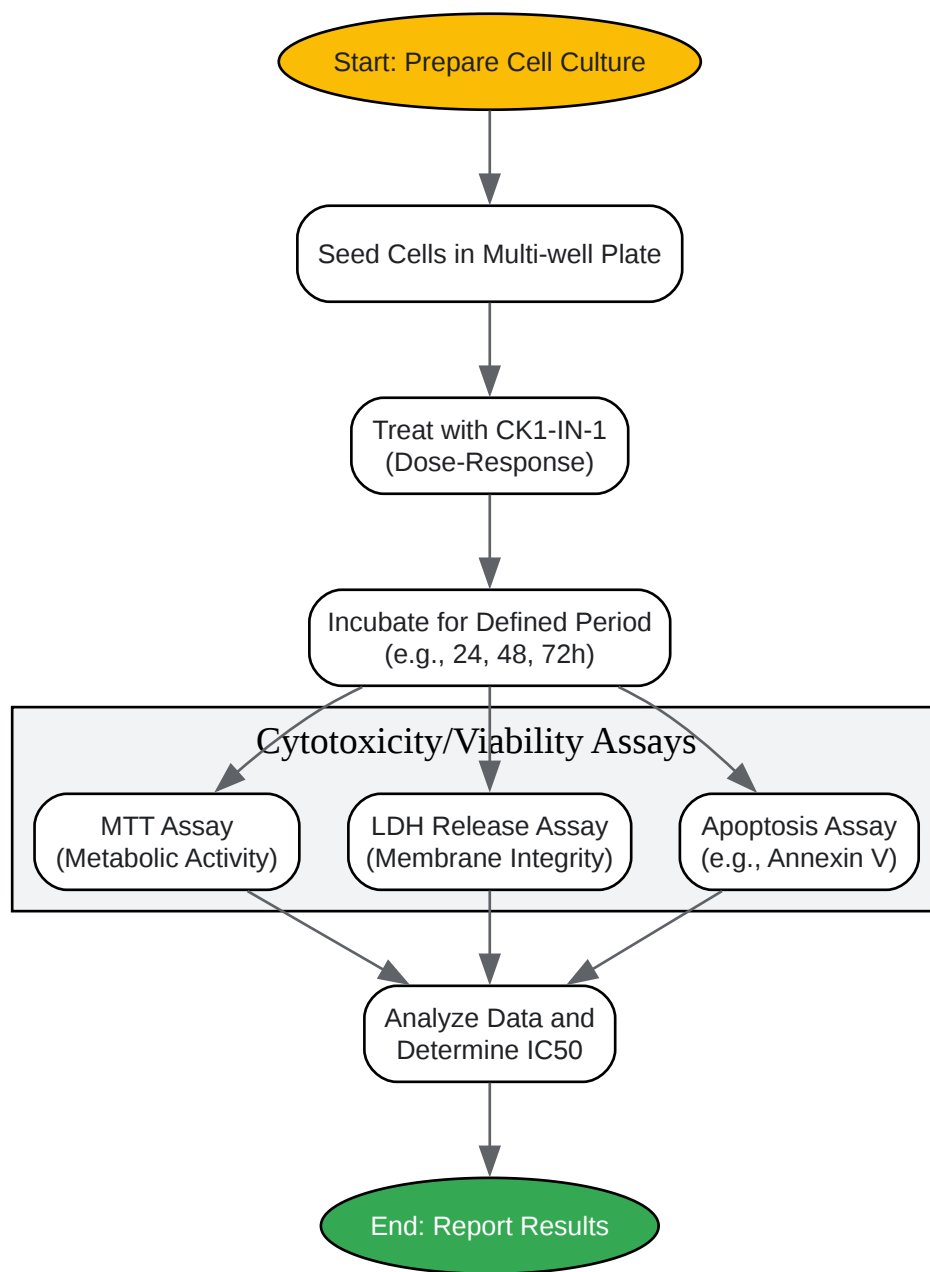 Start: Prepare Cell Culture
Seed Cells in Multi-well Plate
Treat with CK1-IN-1
(Dose-Response)
Incubate for Defined Period
(e.g., 24, 48, 72h)
Cytotoxicity/Viability Assays
MTT Assay
(Metabolic Activity)
LDH Release Assay
(Membrane Integrity)
Apoptosis Assay
(e.g., Annexin V)
Analyze Data and
Determine IC50
End: Report Results